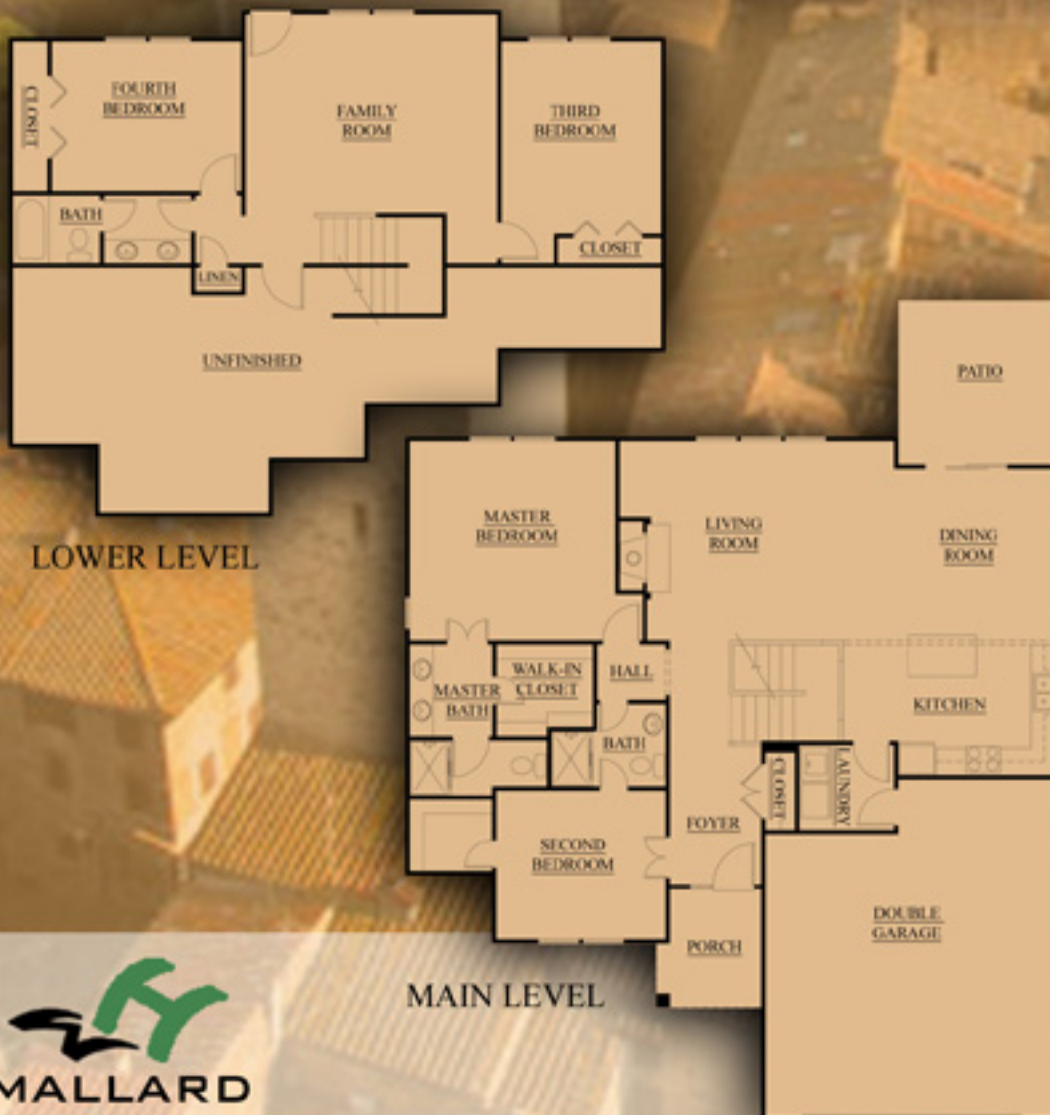 CLOSET
FOURTH
BEDROOM
FAMILY
ROOM
THIRD
BEDROOM
BATH
LINEN
CLOSET
UNFINISHED
LOWER LEVEL
PATIO
MASTER
BEDROOM
LIVING
ROOM
DINING
ROOM
WALK-IN
CLOSET
HALL
MASTER
BATH
KITCHEN
BATH
CLOSET
LAUNDRY
FOYER
SECOND
BEDROOM
DOUBLE
GARAGE
PORCH
MAIN LEVEL
MALLARD